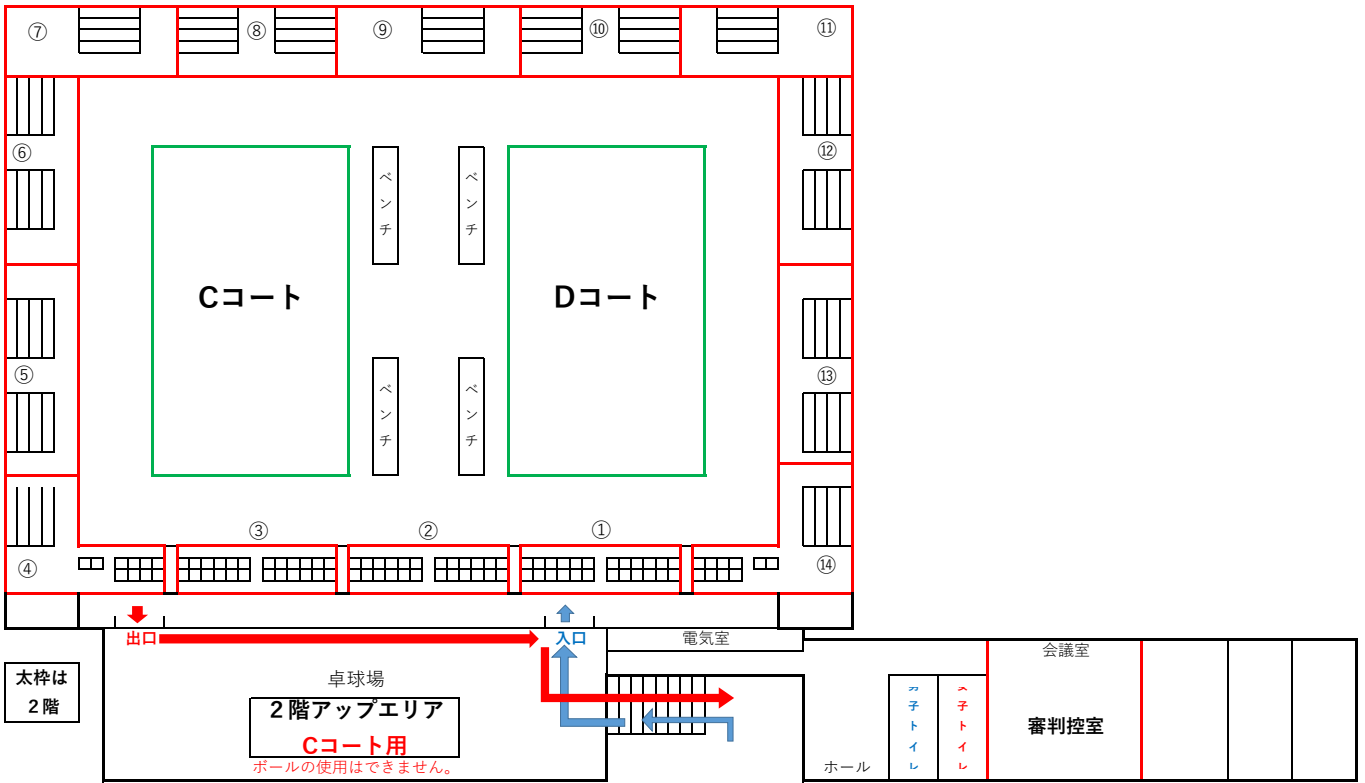 ⑦
⑧
⑨
⑩
⑪
⑥
⑫
ベンチ
ベンチ
Cコート
Dコート
⑤
⑬
ベンチ
ベンチ
③
②
①
④
⑭
出口
入口
電気室
会議室
太枠は
2階
卓球場
2階アップエリア
Cコート用
ボールの使用はできません。
男子トイレ
女子トイレ
審判控室
ホール